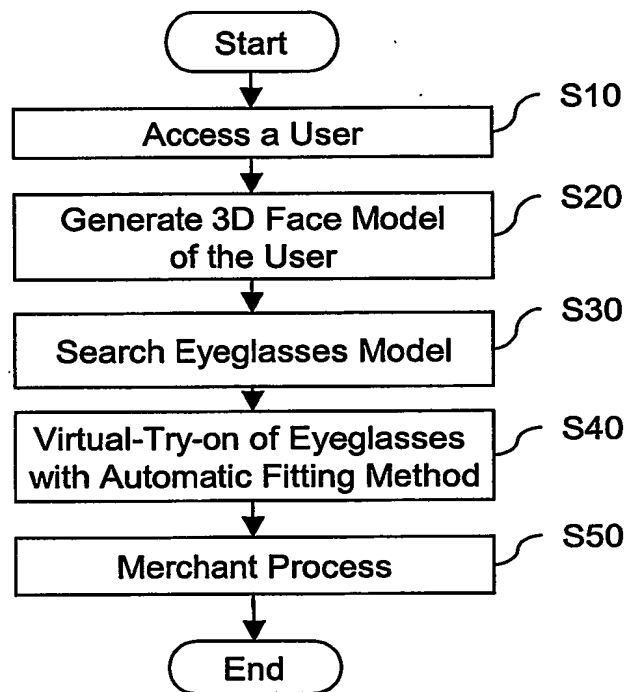 Start
S10
Access a User
S20
Generate 3D Face Model
of the User
S30
Search Eyeglasses Model
S40
Virtual-Try-on of Eyeglasses
with Automatic Fitting Method
S50
Merchant Process
End